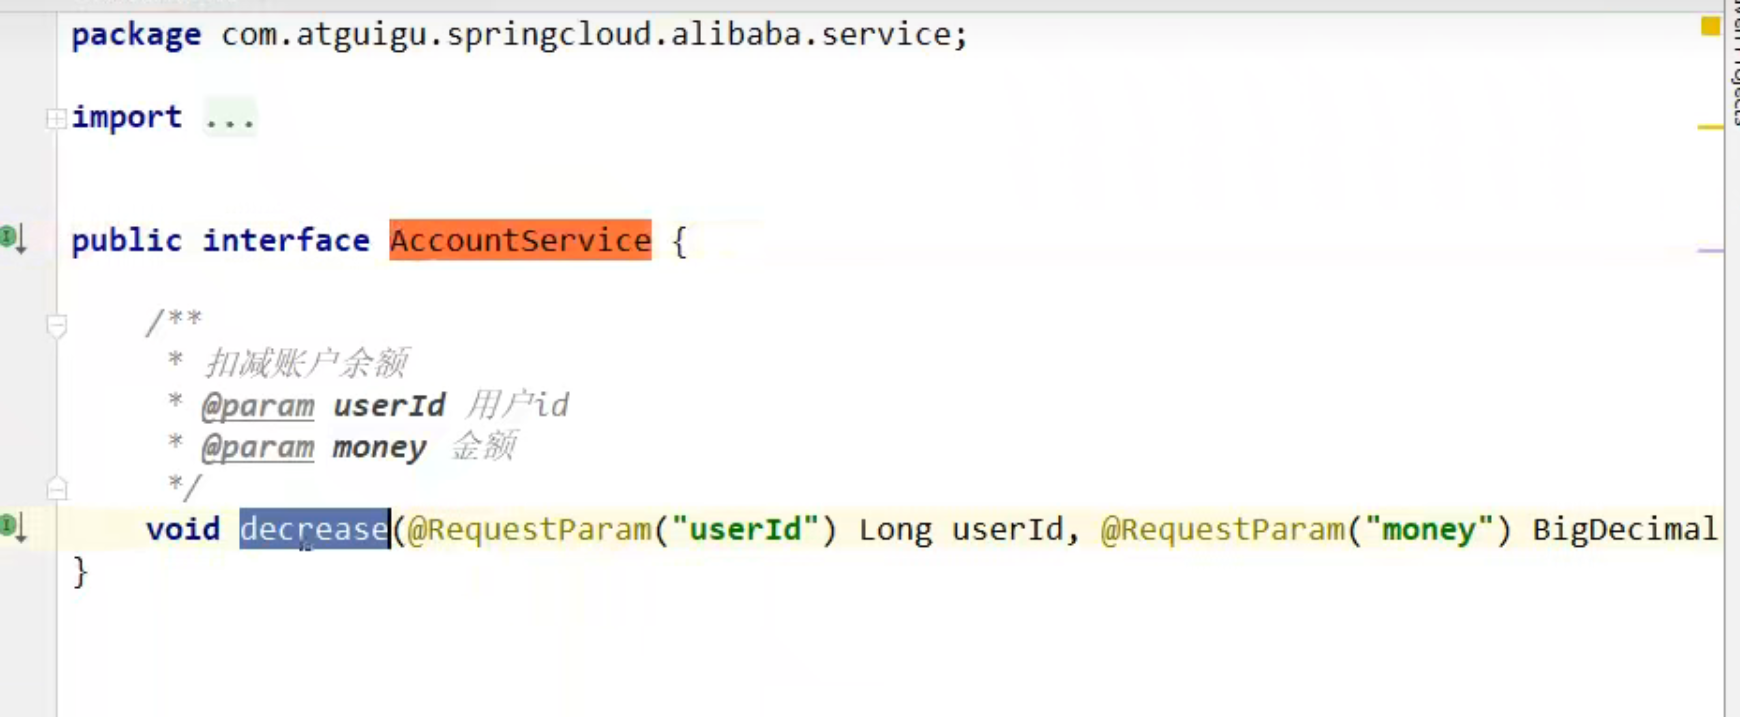 package com.atguigu.springcloud.alibaba.service;
import ...
public interface AccountService {
/**
* 扣减账户余额
* @param userId 用户id
* @param money 金额
*/
void decrease(@RequestParam("userId") Long userId, @RequestParam("money") BigDecimal
}